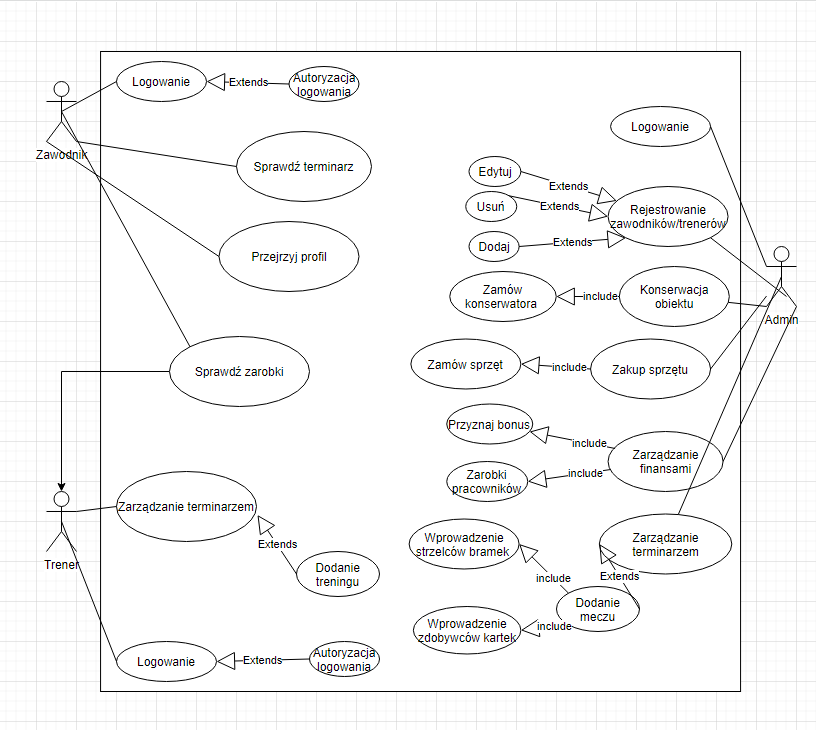 Logowanie
Extends
Autoryzacja
logowania
Zawodnik
Sprawdź terminarz
Przejrzyj profil
Sprawdź zarobki
Trener
Zarządzanie terminarzem
Extends
Dodanie
treningu
Logowanie
Extends
Autoryzacja
logowania
Logowanie
Edytuj
Extends
Usuń
Extends
Rejestrowanie
zawodników/trenerów
Dodaj
Extends
Admin
Zamów
konserwatora
include
Konserwacja
obiektu
Zamów sprzęt
include
Zakup sprzętu
Przyznaj bonus
include
Zarobki
pracowników
include
Zarządzanie
finansami
Wprowadzenie
strzelców bramek
include
Zarządzanie
terminarzem
Extends
Dodanie
meczu
Wprowadzenie
zdobywców kartek
include